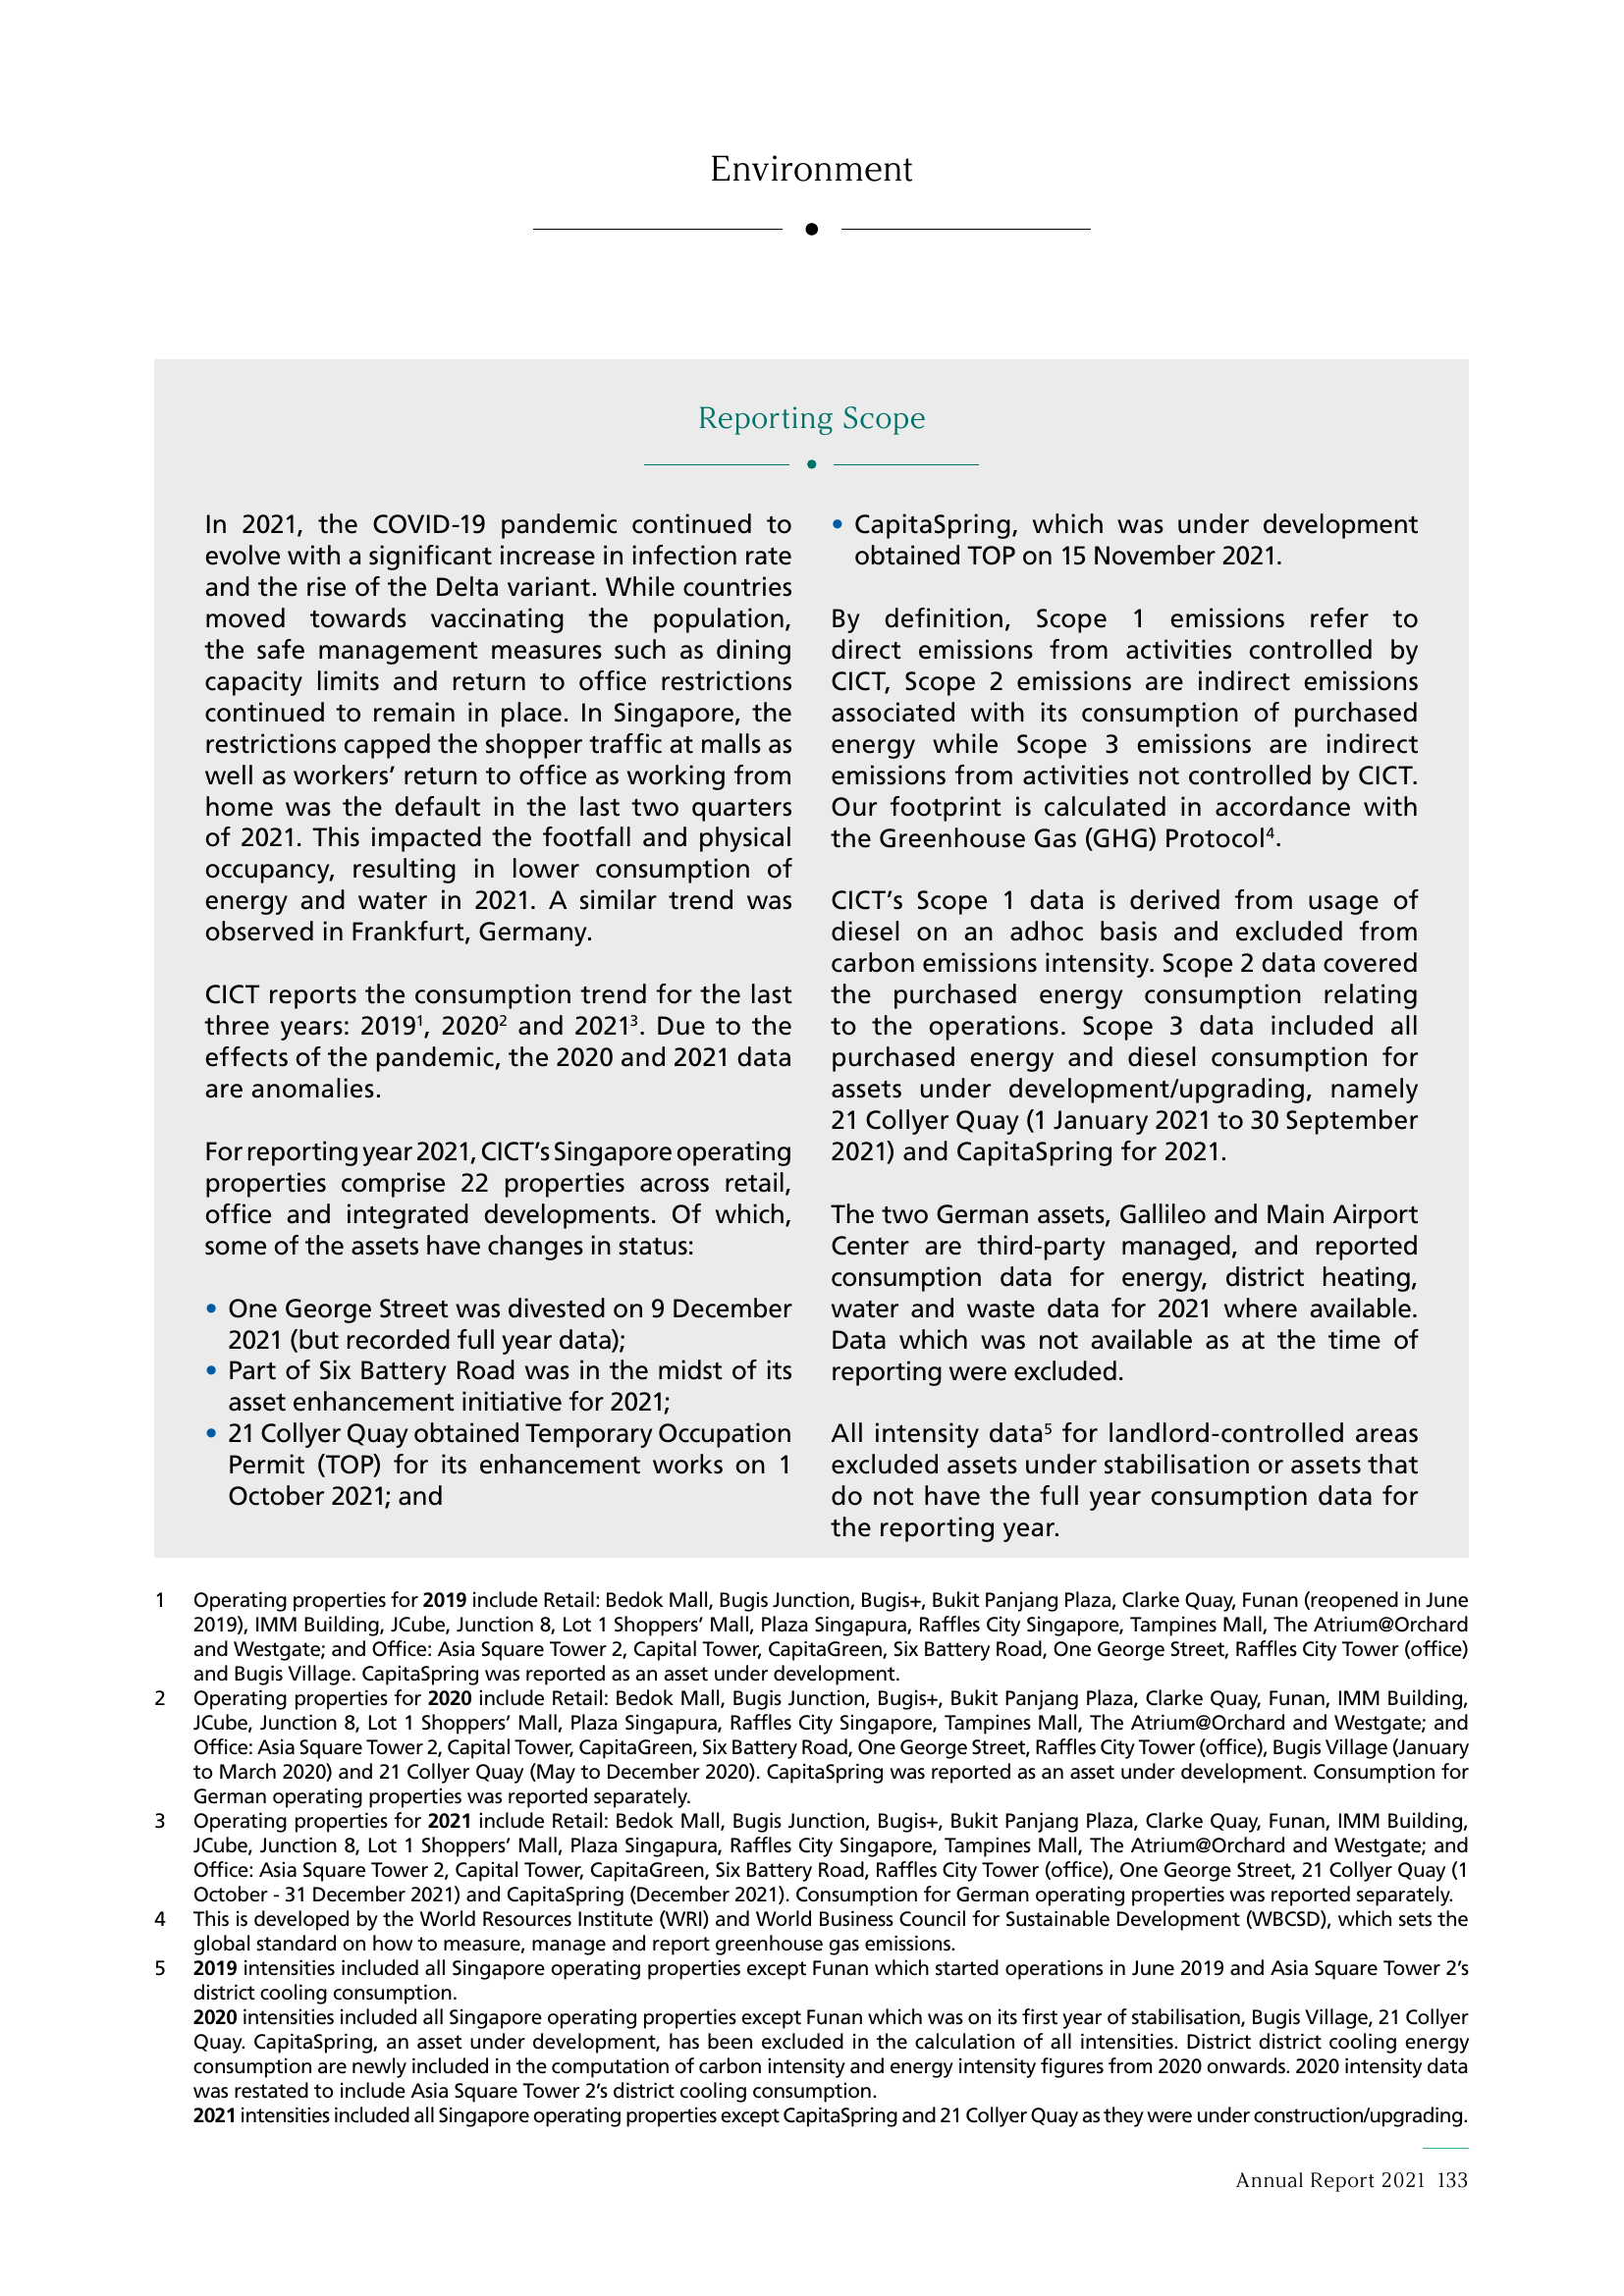 Environment
Reporting Scope
In 2021, the COVID-19 pandemic continued to
evolve with a significant increase in infection rate
and the rise of the Delta variant. While countries
moved towards vaccinating the population,
the safe management measures such as dining
capacity limits and return to office restrictions
continued to remain in place. In Singapore, the
restrictions capped the shopper traffic at malls as
well as workers’ return to office as working from
home was the default in the last two quarters
of 2021. This impacted the footfall and physical
occupancy, resulting in lower consumption of
energy and water in 2021. A similar trend was
observed in Frankfurt, Germany.
CICT reports the consumption trend for the last
three years: 2019¹, 2020² and 2021³. Due to the
effects of the pandemic, the 2020 and 2021 data
are anomalies.
For reporting year 2021, CICT’s Singapore operating
properties comprise 22 properties across retail,
office and integrated developments. Of which,
some of the assets have changes in status:
• One George Street was divested on 9 December
2021 (but recorded full year data);
• Part of Six Battery Road was in the midst of its
asset enhancement initiative for 2021;
• 21 Collyer Quay obtained Temporary Occupation
Permit (TOP) for its enhancement works on 1
October 2021; and
• CapitaSpring, which was under development
obtained TOP on 15 November 2021.
By definition, Scope 1 emissions refer to
direct emissions from activities controlled by
CICT, Scope 2 emissions are indirect emissions
associated with its consumption of purchased
energy while Scope 3 emissions are indirect
emissions from activities not controlled by CICT.
Our footprint is calculated in accordance with
the Greenhouse Gas (GHG) Protocol⁴.
CICT’s Scope 1 data is derived from usage of
diesel on an adhoc basis and excluded from
carbon emissions intensity. Scope 2 data covered
the purchased energy consumption relating
to the operations. Scope 3 data included all
purchased energy and diesel consumption for
assets under development/upgrading, namely
21 Collyer Quay (1 January 2021 to 30 September
2021) and CapitaSpring for 2021.
The two German assets, Gallileo and Main Airport
Center are third-party managed, and reported
consumption data for energy, district heating,
water and waste data for 2021 where available.
Data which was not available as at the time of
reporting were excluded.
All intensity data⁵ for landlord-controlled areas
excluded assets under stabilisation or assets that
do not have the full year consumption data for
the reporting year.
1 Operating properties for 2019 include Retail: Bedok Mall, Bugis Junction, Bugis+, Bukit Panjang Plaza, Clarke Quay, Funan (reopened in June
2019), IMM Building, JCube, Junction 8, Lot 1 Shoppers’ Mall, Plaza Singapura, Raffles City Singapore, Tampines Mall, The Atrium@Orchard
and Westgate; and Office: Asia Square Tower 2, Capital Tower, CapitaGreen, Six Battery Road, One George Street, Raffles City Tower (office)
and Bugis Village. CapitaSpring was reported as an asset under development.
2 Operating properties for 2020 include Retail: Bedok Mall, Bugis Junction, Bugis+, Bukit Panjang Plaza, Clarke Quay, Funan, IMM Building,
JCube, Junction 8, Lot 1 Shoppers’ Mall, Plaza Singapura, Raffles City Singapore, Tampines Mall, The Atrium@Orchard and Westgate; and
Office: Asia Square Tower 2, Capital Tower, CapitaGreen, Six Battery Road, One George Street, Raffles City Tower (office), Bugis Village (January
to March 2020) and 21 Collyer Quay (May to December 2020). CapitaSpring was reported as an asset under development. Consumption for
German operating properties was reported separately.
3 Operating properties for 2021 include Retail: Bedok Mall, Bugis Junction, Bugis+, Bukit Panjang Plaza, Clarke Quay, Funan, IMM Building,
JCube, Junction 8, Lot 1 Shoppers’ Mall, Plaza Singapura, Raffles City Singapore, Tampines Mall, The Atrium@Orchard and Westgate; and
Office: Asia Square Tower 2, Capital Tower, CapitaGreen, Six Battery Road, Raffles City Tower (office), One George Street, 21 Collyer Quay (1
October - 31 December 2021) and CapitaSpring (December 2021). Consumption for German operating properties was reported separately.
4 This is developed by the World Resources Institute (WRI) and World Business Council for Sustainable Development (WBCSD), which sets the
global standard on how to measure, manage and report greenhouse gas emissions.
5 2019 intensities included all Singapore operating properties except Funan which started operations in June 2019 and Asia Square Tower 2’s
district cooling consumption.
2020 intensities included all Singapore operating properties except Funan which was on its first year of stabilisation, Bugis Village, 21 Collyer
Quay. CapitaSpring, an asset under development, has been excluded in the calculation of all intensities. District district cooling energy
consumption are newly included in the computation of carbon intensity and energy intensity figures from 2020 onwards. 2020 intensity data
was restated to include Asia Square Tower 2’s district cooling consumption.
2021 intensities included all Singapore operating properties except CapitaSpring and 21 Collyer Quay as they were under construction/upgrading.
Annual Report 2021 133